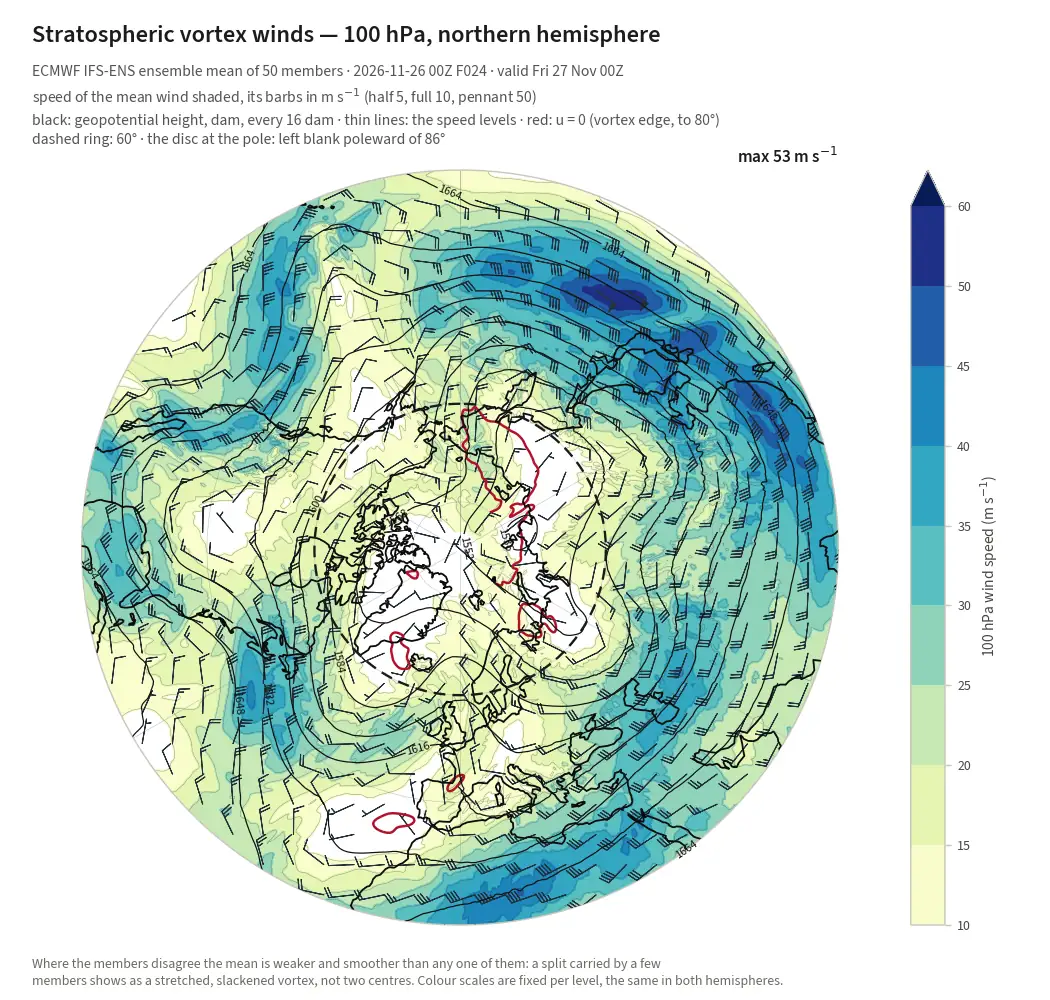 Stratospheric vortex winds — 100 hPa, northern hemisphere
ECMWF IFS-ENS ensemble mean of 50 members · 2026-11-26 00Z F024 · valid Fri 27 Nov 00Z
speed of the mean wind shaded, its barbs in m s⁻¹ (half 5, full 10, pennant 50)
black: geopotential height, dam, every 16 dam · thin lines: the speed levels · red: u = 0 (vortex edge, to 80°)
dashed ring: 60° · the disc at the pole: left blank poleward of 86°
max 53 m s⁻¹
1664
1664
1664
1648
1600
1552
1584
1648
1616
1664
60
50
45
40
35
30
25
20
15
10
100 hPa wind speed (m s⁻¹)
Where the members disagree the mean is weaker and smoother than any one of them: a split carried by a few
members shows as a stretched, slackened vortex, not two centres. Colour scales are fixed per level, the same in both hemispheres.